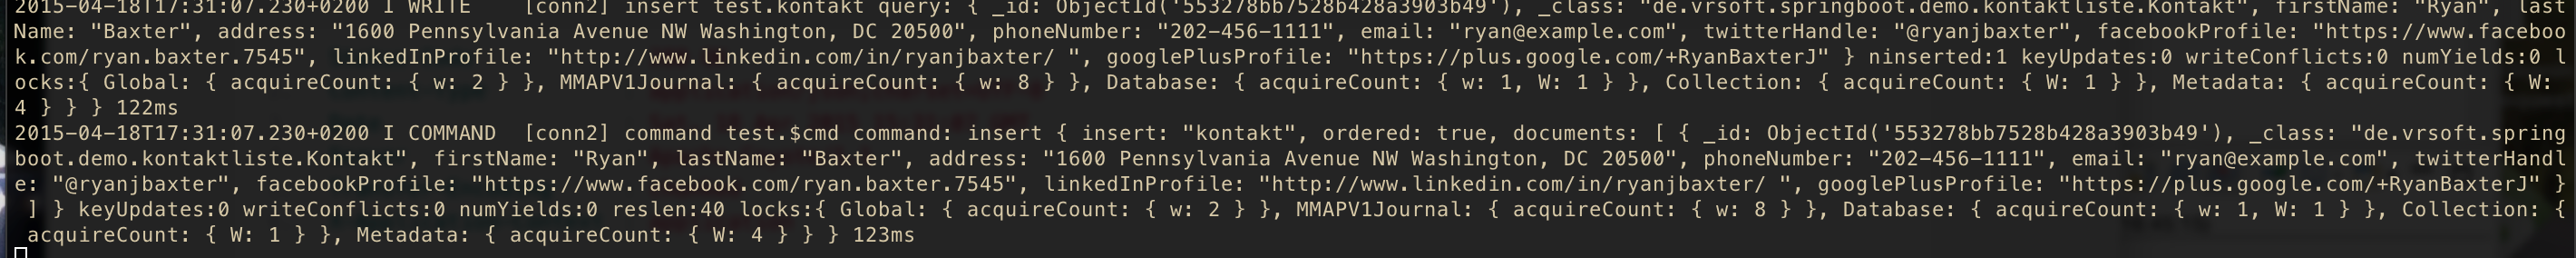 2015-04-18T17:31:07.230+0200 I WRITE    [conn2] insert test.kontakt query: { _id: ObjectId('553278bb7528b428a3903b49'), _class: "de.vrsoft.springboot.demo.kontaktliste.Kontakt", firstName: "Ryan", last
Name: "Baxter", address: "1600 Pennsylvania Avenue NW Washington, DC 20500", phoneNumber: "202-456-1111", email: "ryan@example.com", twitterHandle: "@ryanjbaxter", facebookProfile: "https://www.faceboo
k.com/ryan.baxter.7545", linkedInProfile: "http://www.linkedin.com/in/ryanjbaxter/ ", googlePlusProfile: "https://plus.google.com/+RyanBaxterJ" } ninserted:1 keyUpdates:0 writeConflicts:0 numYields:0 l
ocks:{ Global: { acquireCount: { w: 2 } }, MMAPV1Journal: { acquireCount: { w: 8 } }, Database: { acquireCount: { w: 1, W: 1 } }, Collection: { acquireCount: { W: 1 } }, Metadata: { acquireCount: { W:
4 } } } 122ms
2015-04-18T17:31:07.230+0200 I COMMAND  [conn2] command test.$cmd command: insert { insert: "kontakt", ordered: true, documents: [ { _id: ObjectId('553278bb7528b428a3903b49'), _class: "de.vrsoft.spring
boot.demo.kontaktliste.Kontakt", firstName: "Ryan", lastName: "Baxter", address: "1600 Pennsylvania Avenue NW Washington, DC 20500", phoneNumber: "202-456-1111", email: "ryan@example.com", twitterHandl
e: "@ryanjbaxter", facebookProfile: "https://www.facebook.com/ryan.baxter.7545", linkedInProfile: "http://www.linkedin.com/in/ryanjbaxter/ ", googlePlusProfile: "https://plus.google.com/+RyanBaxterJ" }
 ] } keyUpdates:0 writeConflicts:0 numYields:0 reslen:40 locks:{ Global: { acquireCount: { w: 2 } }, MMAPV1Journal: { acquireCount: { w: 8 } }, Database: { acquireCount: { w: 1, W: 1 } }, Collection: {
 acquireCount: { W: 1 } }, Metadata: { acquireCount: { W: 4 } } } 123ms